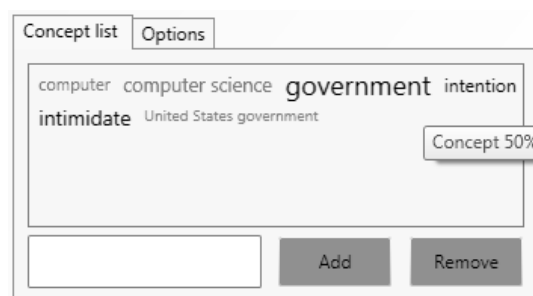 Concept list Options
computer computer science government intention
intimidate United States government
Concept 50%
Add Remove